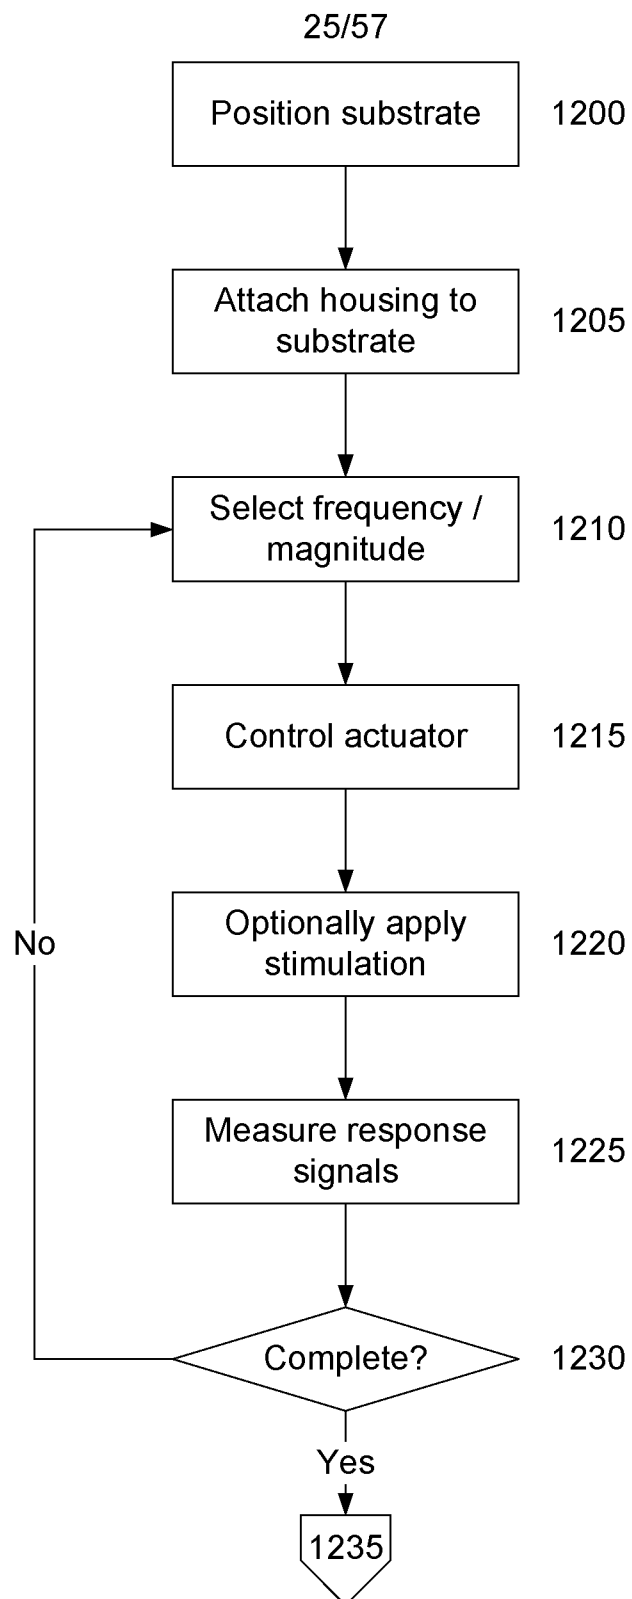 25/57
Position substrate
1200
Attach housing to
substrate
1205
Select frequency /
magnitude
1210
Control actuator
1215
Optionally apply
stimulation
1220
No
Measure response
signals
1225
Complete?
1230
Yes
1235